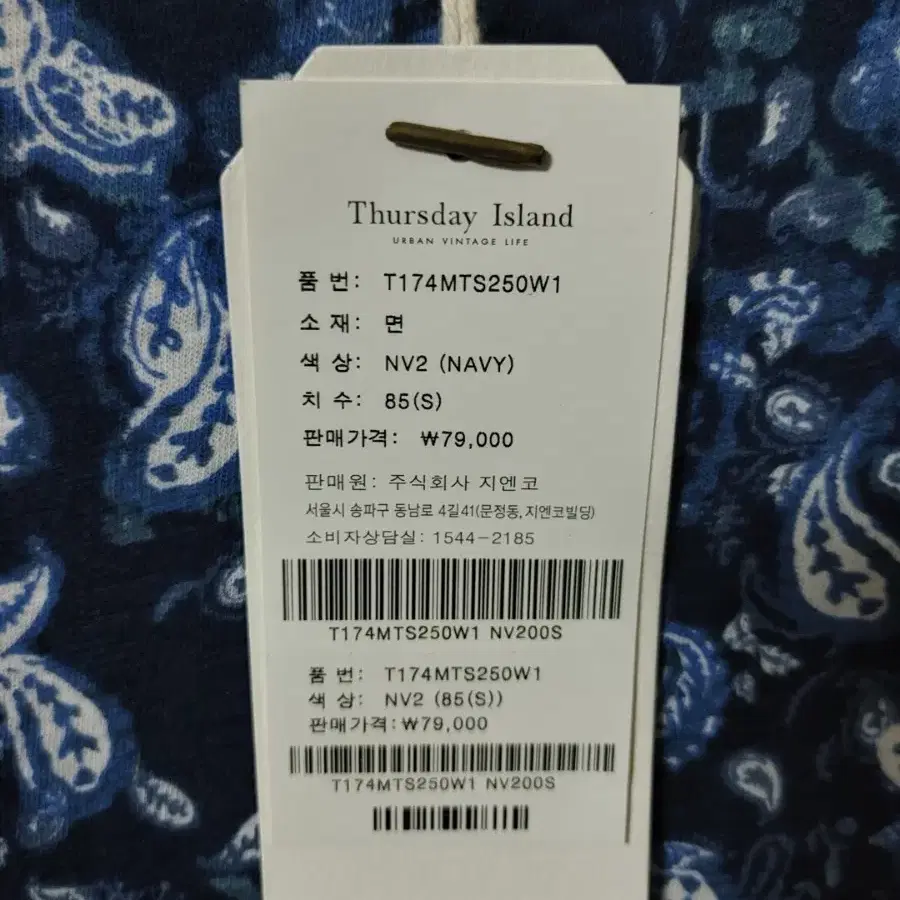 Thursday Island
URBAN VINTAGE LIFE
품 번: T174MTS250W1
소 재: 면
색 상: NV2 (NAVY)
치 수: 85(S)
판매가격: ₩79,000
판매원: 주식회사 지엔코
서울시 송파구 동남로 4길41(문정동, 지엔코빌딩)
소비자상담실: 1544-2185
T174MTS250W1 NV200S
품 번: T174MTS250W1
색 상: NV2 (85(S))
판매가격:₩79,000
T174MTS250W1 NV200S